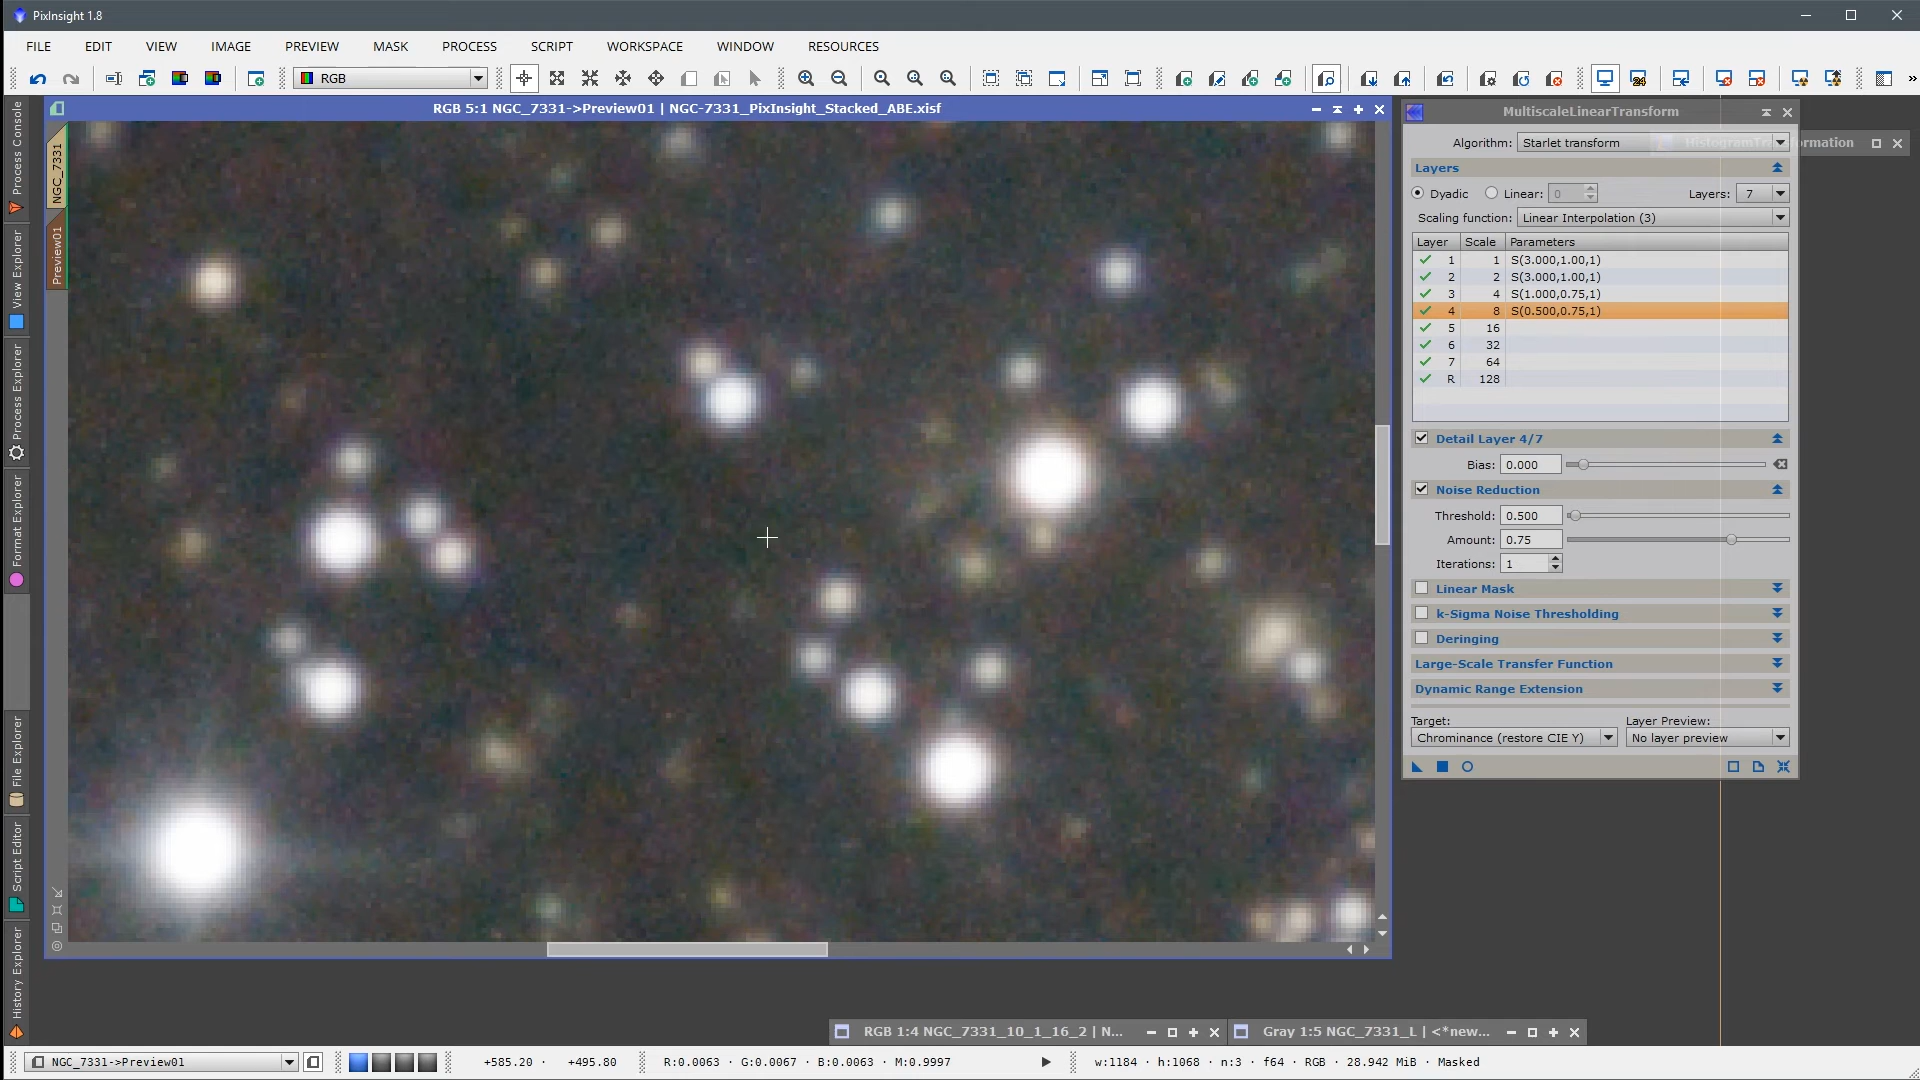 PixInsight 1.8
FILE EDIT VIEW IMAGE PREVIEW MASK PROCESS SCRIPT WORKSPACE WINDOW RESOURCES
RGB
24
RGB 5:1 NGC_7331->Preview01 | NGC-7331_PixInsight_Stacked_ABE.xisf
NGC_7331
Preview01
Process Console
View Explorer
Process Explorer
Format Explorer
File Explorer
Script Editor
History Explorer
MultiscaleLinearTransform
Algorithm: Starlet transform
Layers
Dyadic Linear: 0 Layers: 7
Scaling function: Linear Interpolation (3)
Layer Scale Parameters
1 1 S(3.000,1.00,1)
2 2 S(3.000,1.00,1)
3 4 S(1.000,0.75,1)
4 8 S(0.500,0.75,1)
5 16
6 32
7 64
R 128
Detail Layer 4/7
Bias: 0.000
Noise Reduction
Threshold: 0.500
Amount: 0.75
Iterations: 1
Linear Mask
k-Sigma Noise Thresholding
Deringing
Large-Scale Transfer Function
Dynamic Range Extension
Target: Layer Preview:
Chrominance (restore CIE Y) No layer preview
RGB 1:4 NGC_7331_10_1_16_2 | N...
Gray 1:5 NGC_7331_L | <*new...
NGC_7331->Preview01
+585.20 · +495.80
R:0.0063 · G:0.0067 · B:0.0063 · M:0.9997
w:1184 · h:1068 · n:3 · f64 · RGB · 28.942 MiB · Masked